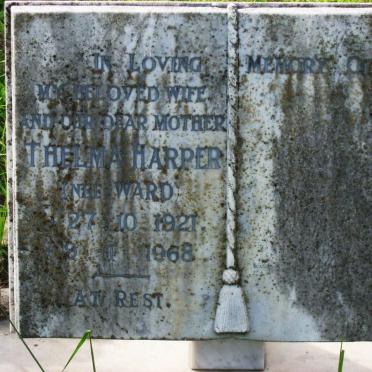 IN LOVING MEMORY OF
MY BELOVED WIFE
AND OUR DEAR MOTHER
THELMA HARPER
(NEE WARD)
27 10 1921
1968
AT REST.